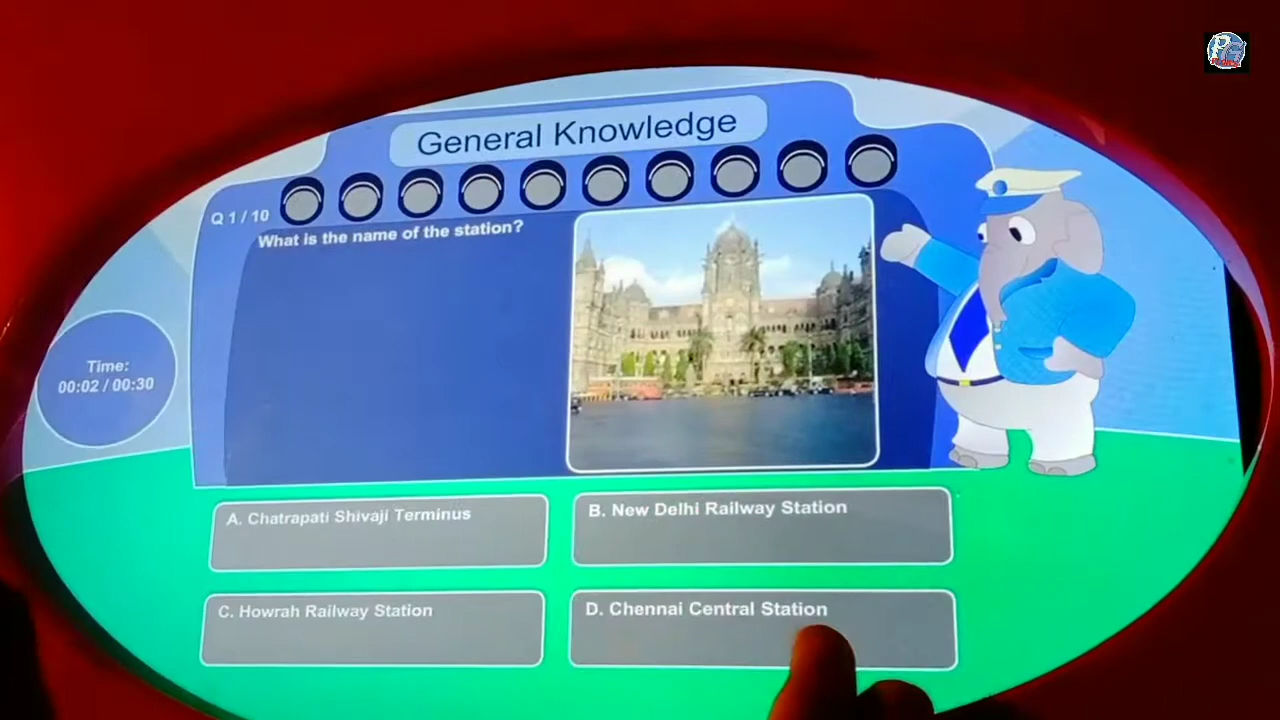 General Knowledge
Q 1 / 10
What is the name of the station?
Time:
00:02 / 00:30
A. Chatrapati Shivaji Terminus
B. New Delhi Railway Station
C. Howrah Railway Station
D. Chennai Central Station